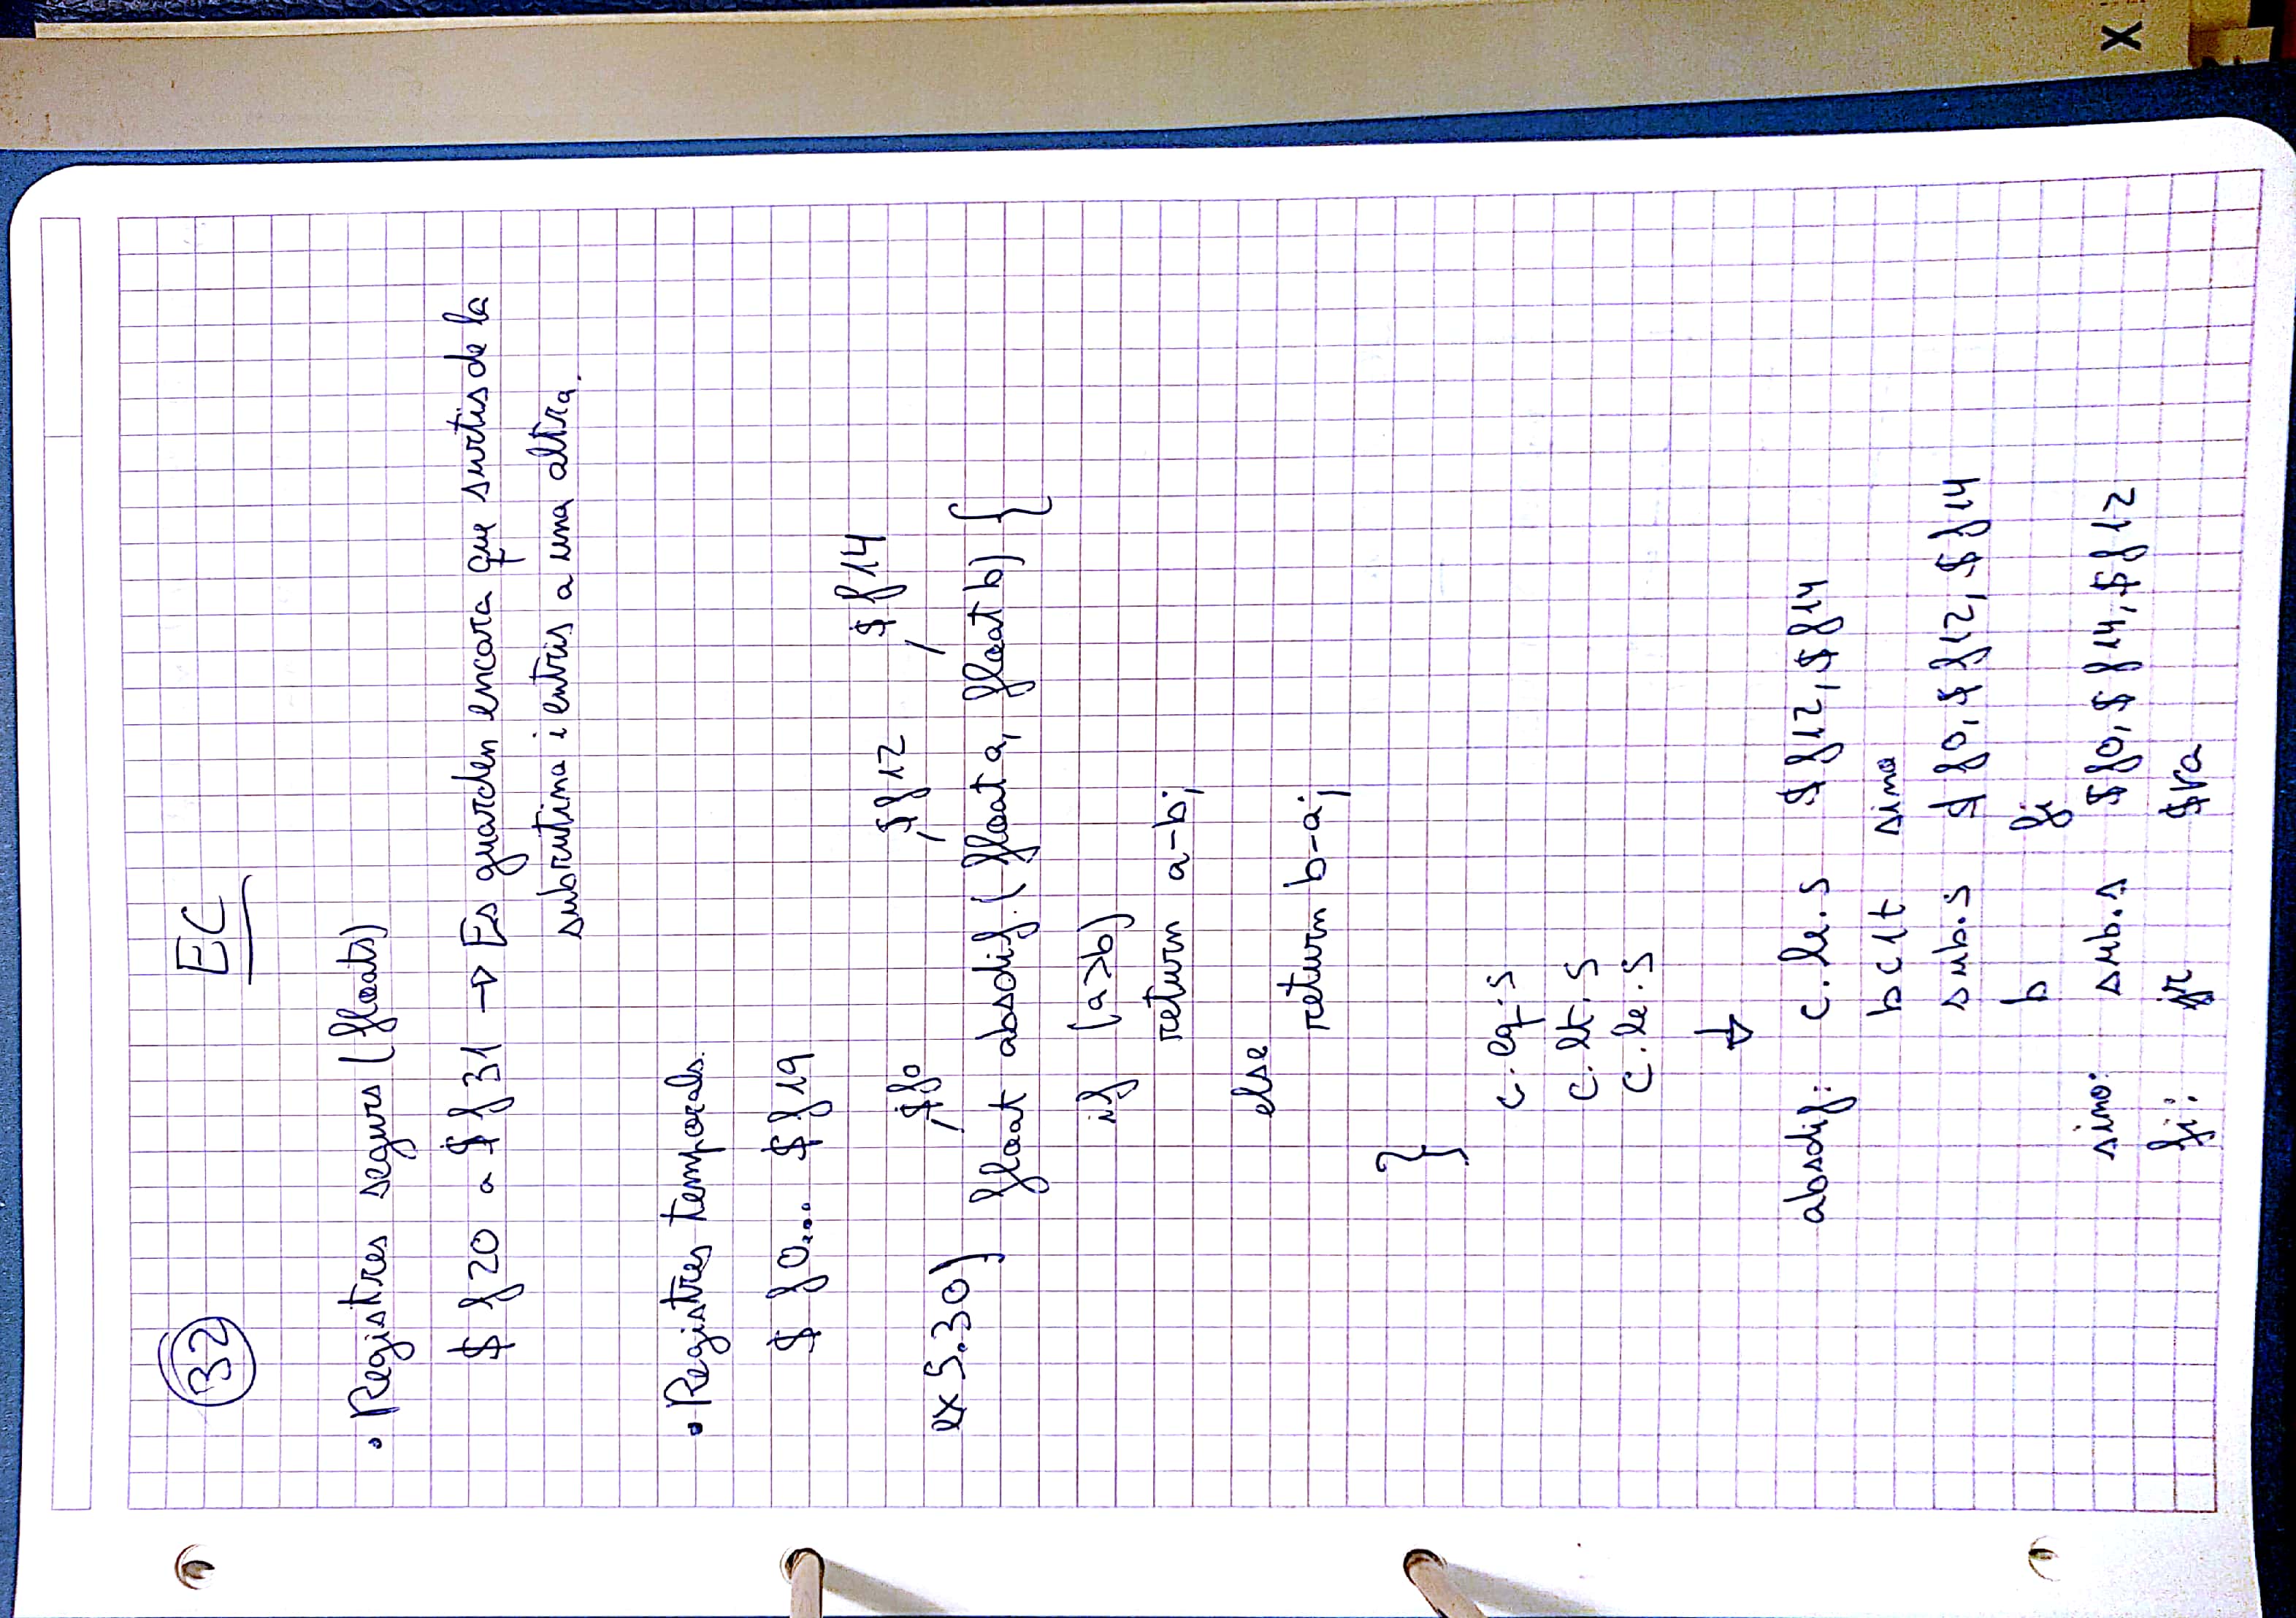 32
EC
• Registres segurs (floats)
$f20 a $f31 → Es guarden encara que surtis de la
subrutina i entris a una altra.
• Registres temporals.
$f0... $f19
$f0 $f12 $f14
ex 5.30)
float absdif (float a, float b) {
if (a>b)
return a-b;
else
return b-a;
}
c.eq.s
c.lt.s
c.le.s
↓
absdif: c.le.s $f12, $f14
bc1t sino
sub.s $f0, $f12, $f14
b fi
sino: sub.s $f0, $f14, $f12
fi: jr $ra
X